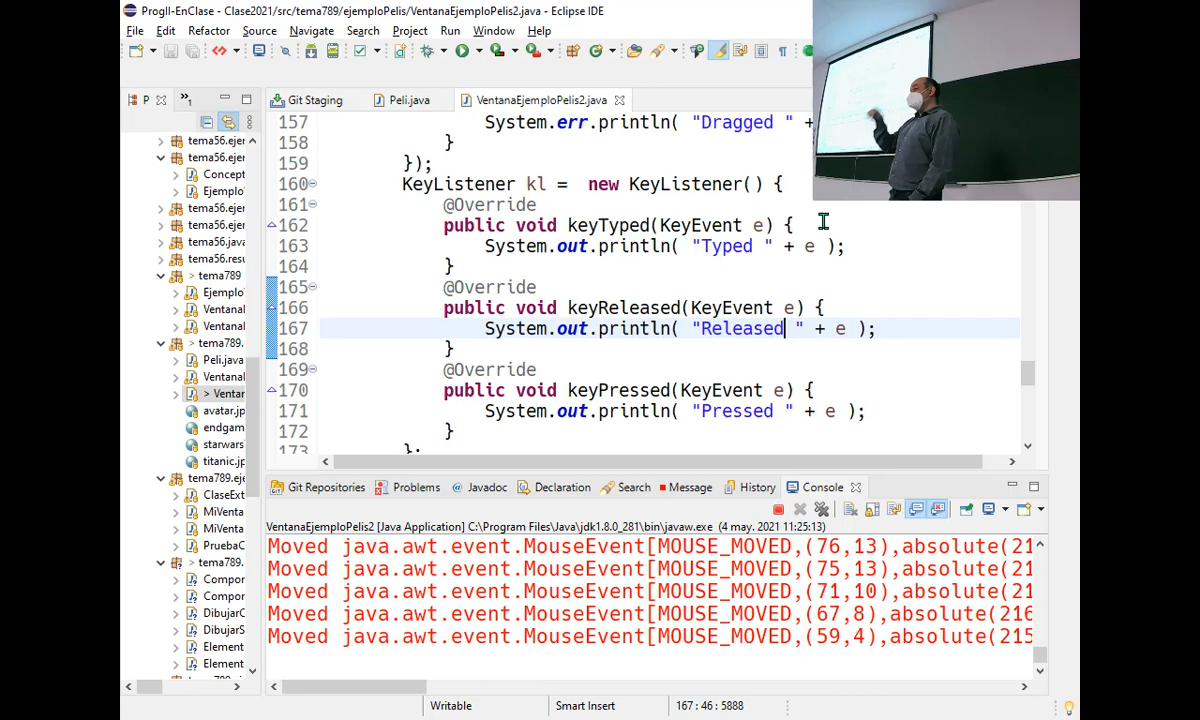 ProgII-EnClase - Clase2021/src/tema789/ejemploPelis/VentanaEjemploPelis2.java - Eclipse IDE
File Edit Refactor Source Navigate Search Project Run Window Help
P
Git Staging
Peli.java
VentanaEjemploPelis2.java
tema56.ejer
tema56.ejer
Concept
Ejemplo
tema56.ejer
tema56.ejer
tema56.java
tema56.resu
> tema789
Ejemplo
Ventana
Ventana
> tema789.
Peli.java
Ventanal
> Ventar
avatar.jp
endgam
starwars
titanic.jp
tema789.eje
ClaseExt
MiVenta
MiVenta
PruebaC
> tema789.
Compor
Compor
DibujarC
DibujarS
Element
Element
157 System.err.println( "Dragged " +
158 }
159 });
160 KeyListener kl = new KeyListener() {
161 @Override
162 public void keyTyped(KeyEvent e) {
163 System.out.println( "Typed " + e );
164 }
165 @Override
166 public void keyReleased(KeyEvent e) {
167 System.out.println( "Released " + e );
168 }
169 @Override
170 public void keyPressed(KeyEvent e) {
171 System.out.println( "Pressed " + e );
172 }
173 };
Git Repositories Problems Javadoc Declaration Search Message History Console
VentanaEjemploPelis2 [Java Application] C:\Program Files\Java\jdk1.8.0_281\bin\javaw.exe (4 may. 2021 11:25:13)
Moved java.awt.event.MouseEvent[MOUSE_MOVED,(76,13),absolute(21
Moved java.awt.event.MouseEvent[MOUSE_MOVED,(75,13),absolute(21
Moved java.awt.event.MouseEvent[MOUSE_MOVED,(71,10),absolute(21
Moved java.awt.event.MouseEvent[MOUSE_MOVED,(67,8),absolute(216
Moved java.awt.event.MouseEvent[MOUSE_MOVED,(59,4),absolute(215
Writable Smart Insert 167 : 46 : 5888